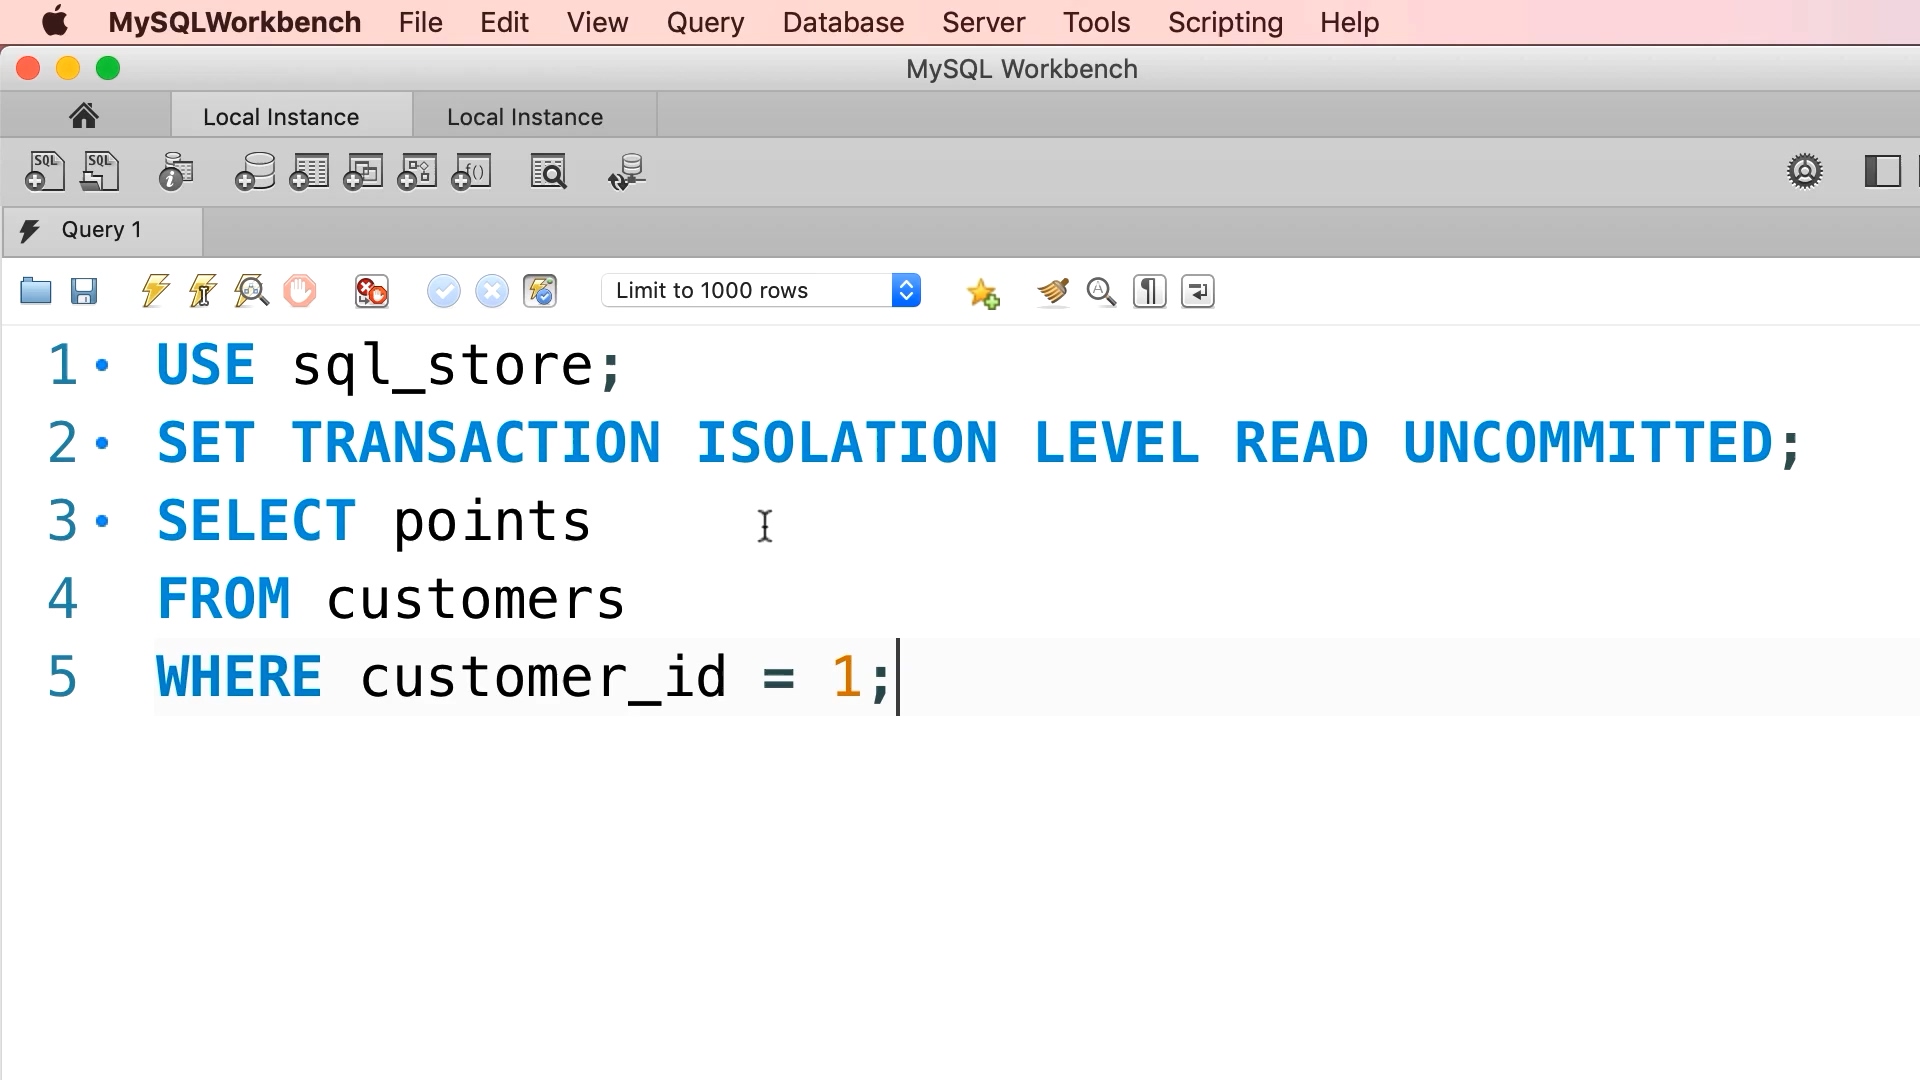 MySQLWorkbench File Edit View Query Database Server Tools Scripting Help
MySQL Workbench
Local Instance Local Instance
SQL SQL
Query 1
Limit to 1000 rows
1 USE sql_store;
2 SET TRANSACTION ISOLATION LEVEL READ UNCOMMITTED;
3 SELECT points
4 FROM customers
5 WHERE customer_id = 1;